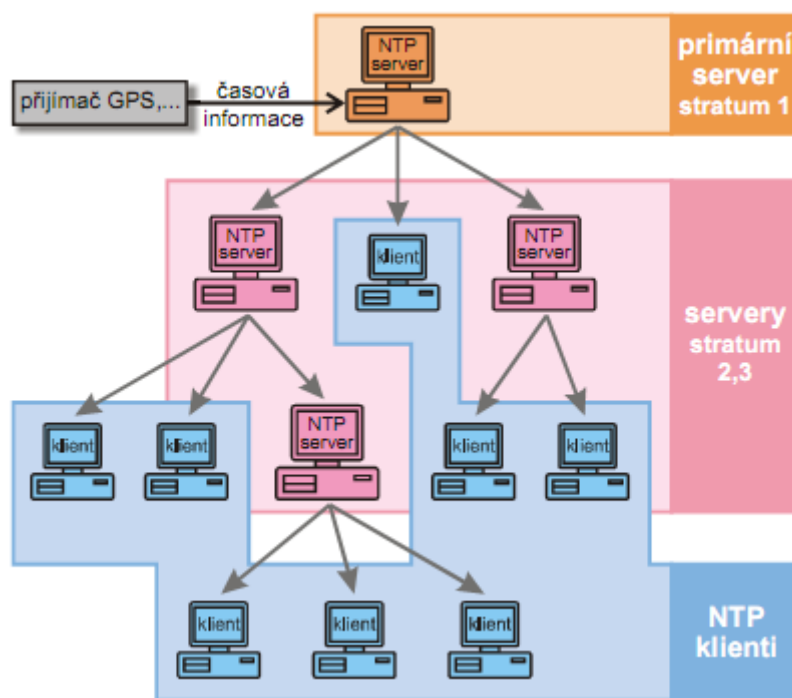 NTP
server
primární
server
stratum 1
přijímač GPS,...
časová
informace
NTP
server
klient
NTP
server
servery
stratum
2,3
klient
klient
NTP
server
klient
klient
klient
klient
klient
NTP
klienti